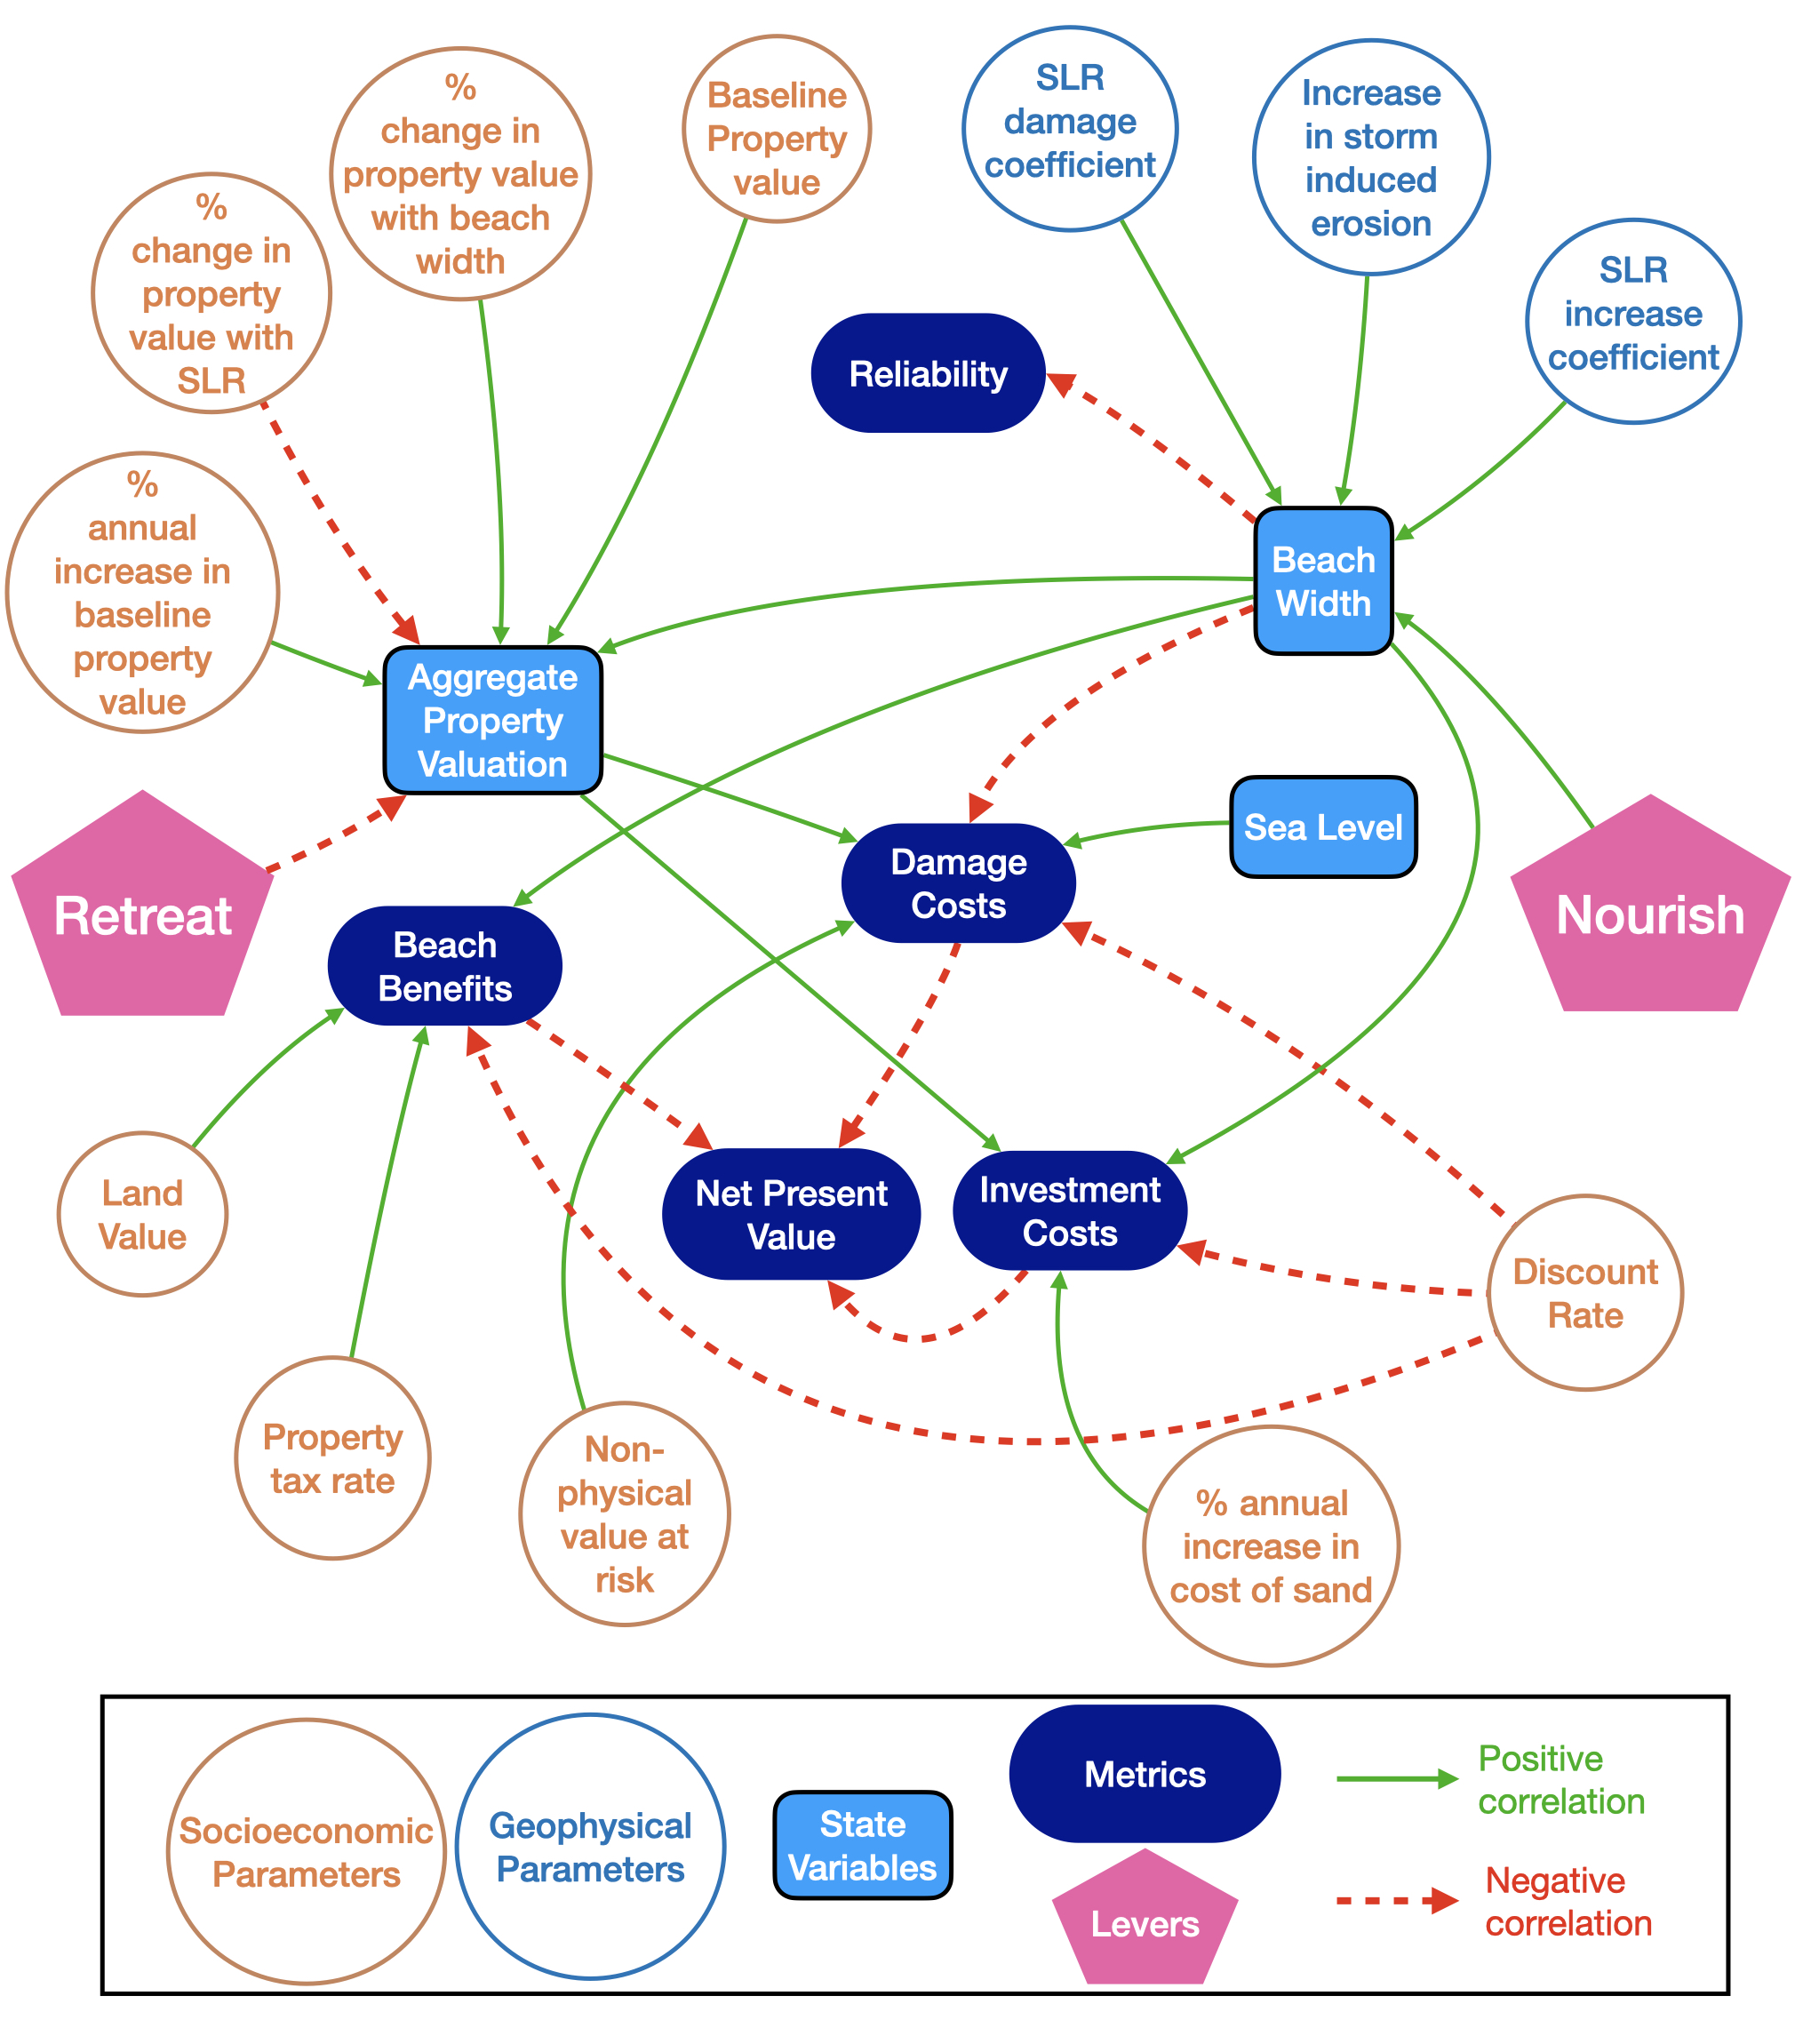 %
change in
property value
with beach
width
Baseline
Property
value
SLR
damage
coefficient
Increase
in storm
induced
erosion
%
change in
property
value with
SLR
SLR
increase
coefficient
Reliability
%
annual
increase in
baseline
property
value
Beach
Width
Aggregate
Property
Valuation
Sea Level
Damage
Costs
Retreat
Nourish
Beach
Benefits
Land
Value
Net Present
Value
Investment
Costs
Discount
Rate
Property
tax rate
Non-
physical
value at
risk
% annual
increase in
cost of sand
Socioeconomic
Parameters
Geophysical
Parameters
State
Variables
Metrics
Levers
Positive
correlation
Negative
correlation